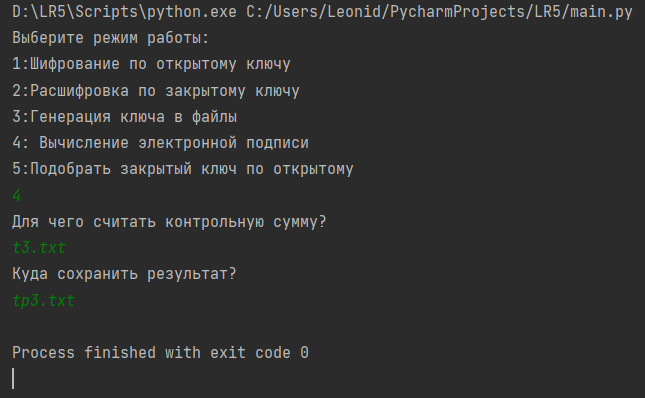 D:\LR5\Scripts\python.exe C:/Users/Leonid/PycharmProjects/LR5/main.py
Выберите режим работы:
1:Шифрование по открытому ключу
2:Расшифровка по закрытому ключу
3:Генерация ключа в файлы
4: Вычисление электронной подписи
5:Подобрать закрытый ключ по открытому
4
Для чего считать контрольную сумму?
t3.txt
Куда сохранить результат?
tp3.txt
Process finished with exit code 0